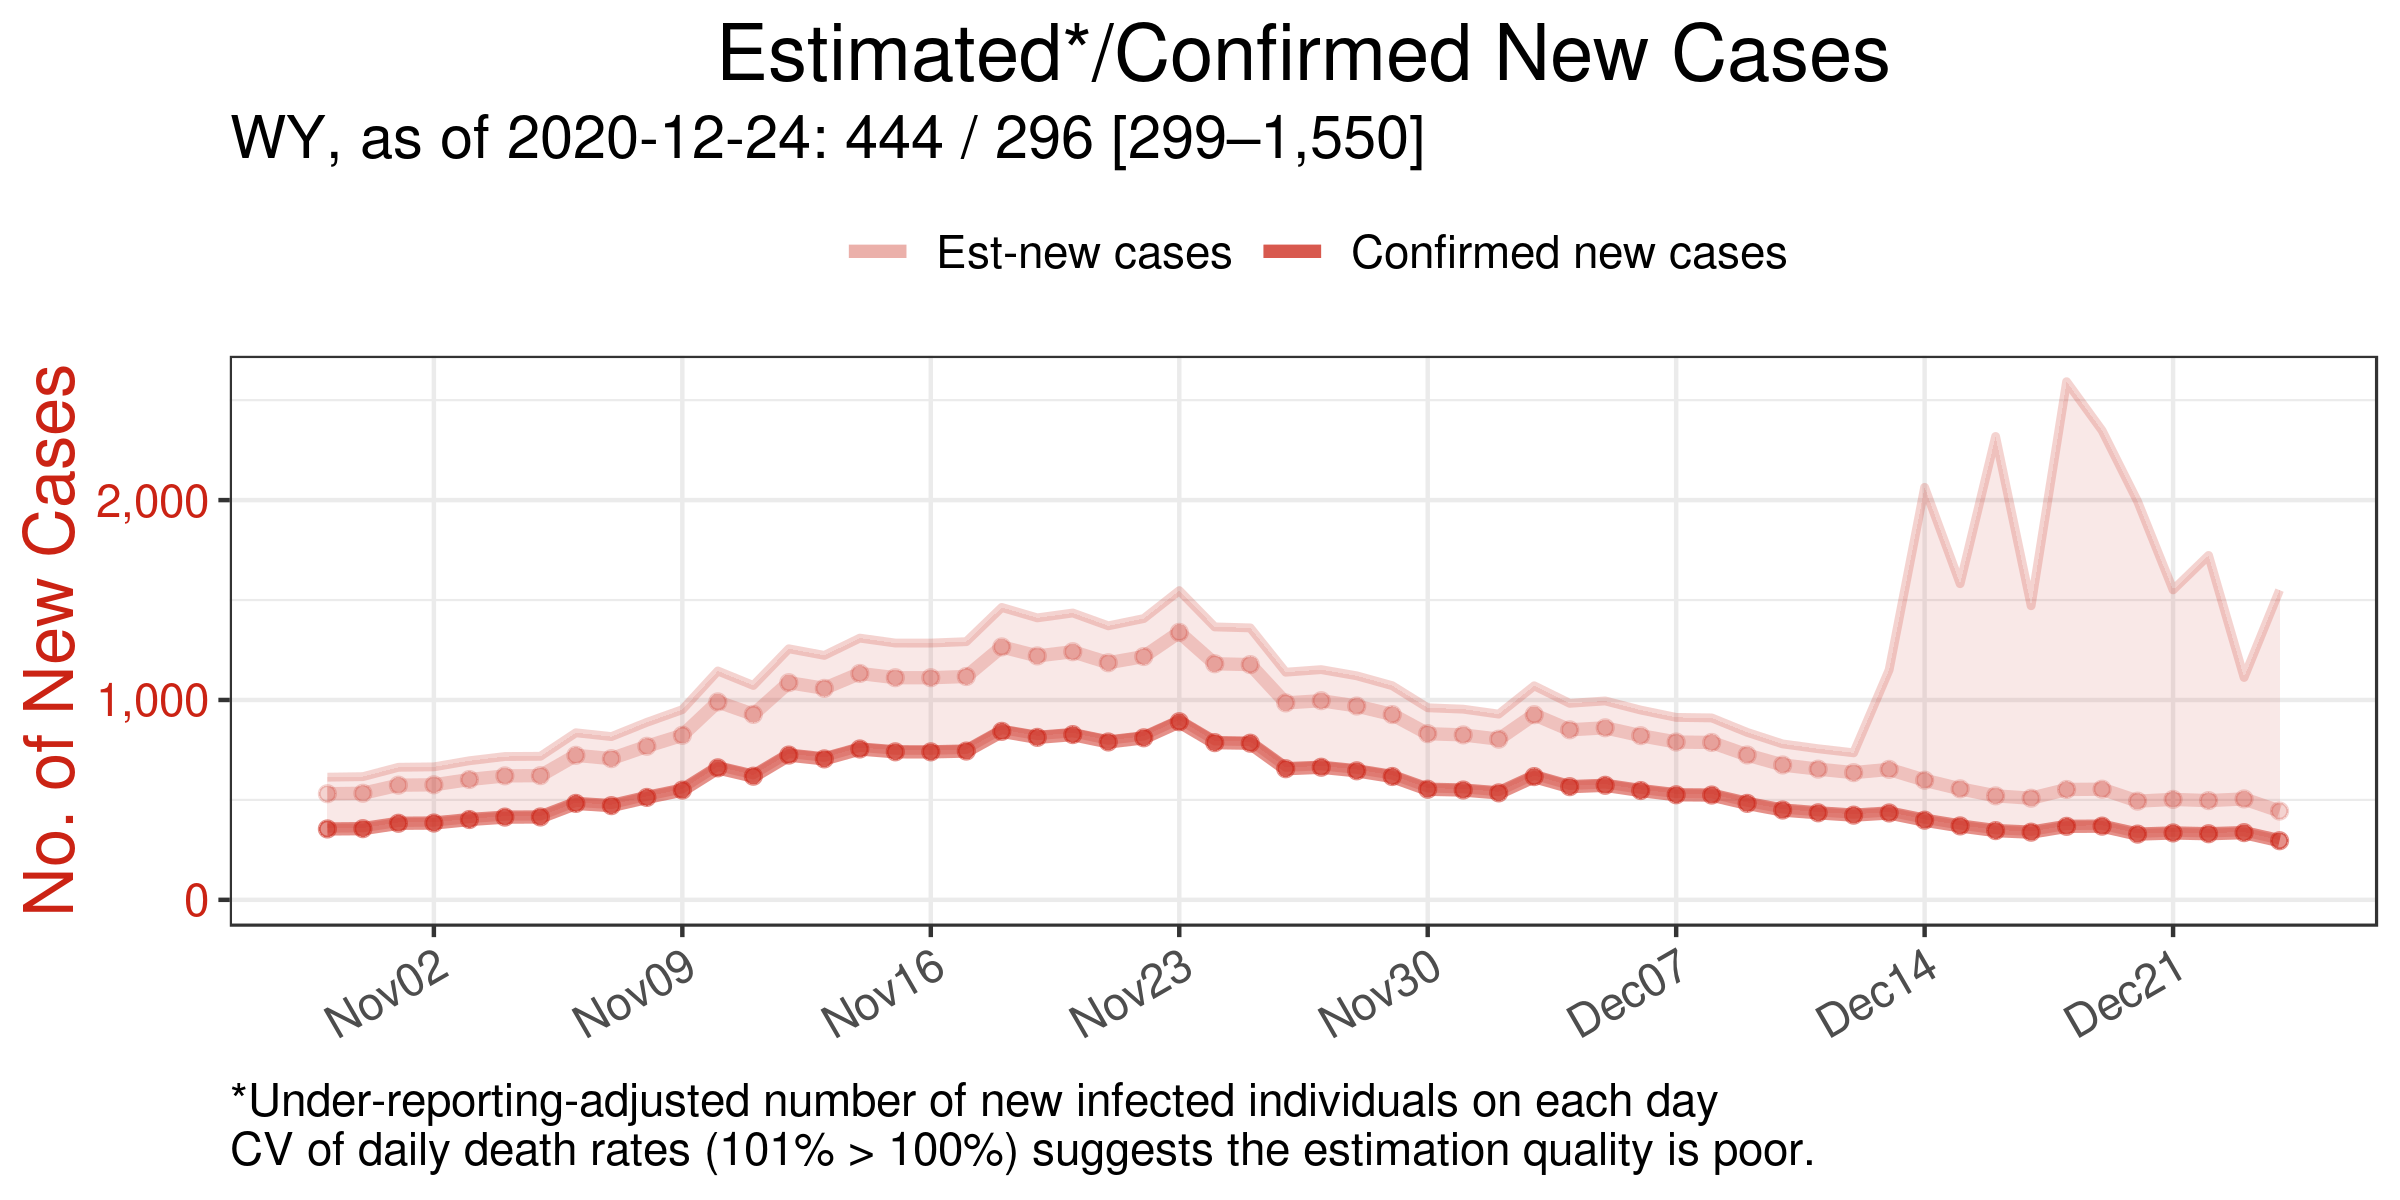 Estimated*/Confirmed New Cases
WY, as of 2020-12-24: 444 / 296 [299–1,550]
Est-new cases Confirmed new cases
No. of New Cases
2,000
1,000
0
Nov02 Nov09 Nov16 Nov23 Nov30 Dec07 Dec14 Dec21
*Under-reporting-adjusted number of new infected individuals on each day
CV of daily death rates (101% > 100%) suggests the estimation quality is poor.